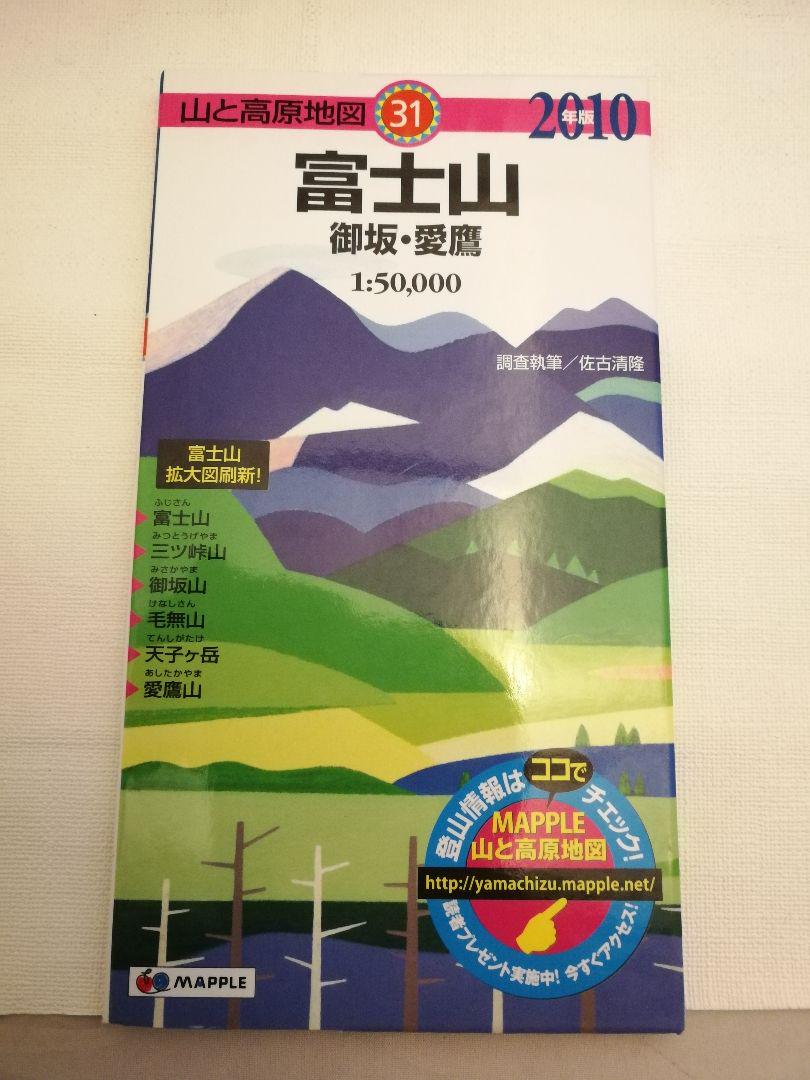 山と高原地図 31 2010年版
富士山
御坂・愛鷹
1:50,000
調査執筆／佐古清隆
富士山
拡大図刷新!
ふじさん
富士山
みつとうげやま
三ツ峠山
みさかやま
御坂山
けなしさん
毛無山
てんしがたけ
天子ヶ岳
あしたかやま
愛鷹山
登山情報は ココで チェック!
MAPPLE
山と高原地図
http://yamachizu.mapple.net/
読者プレゼント実施中! 今すぐアクセス!
MAPPLE